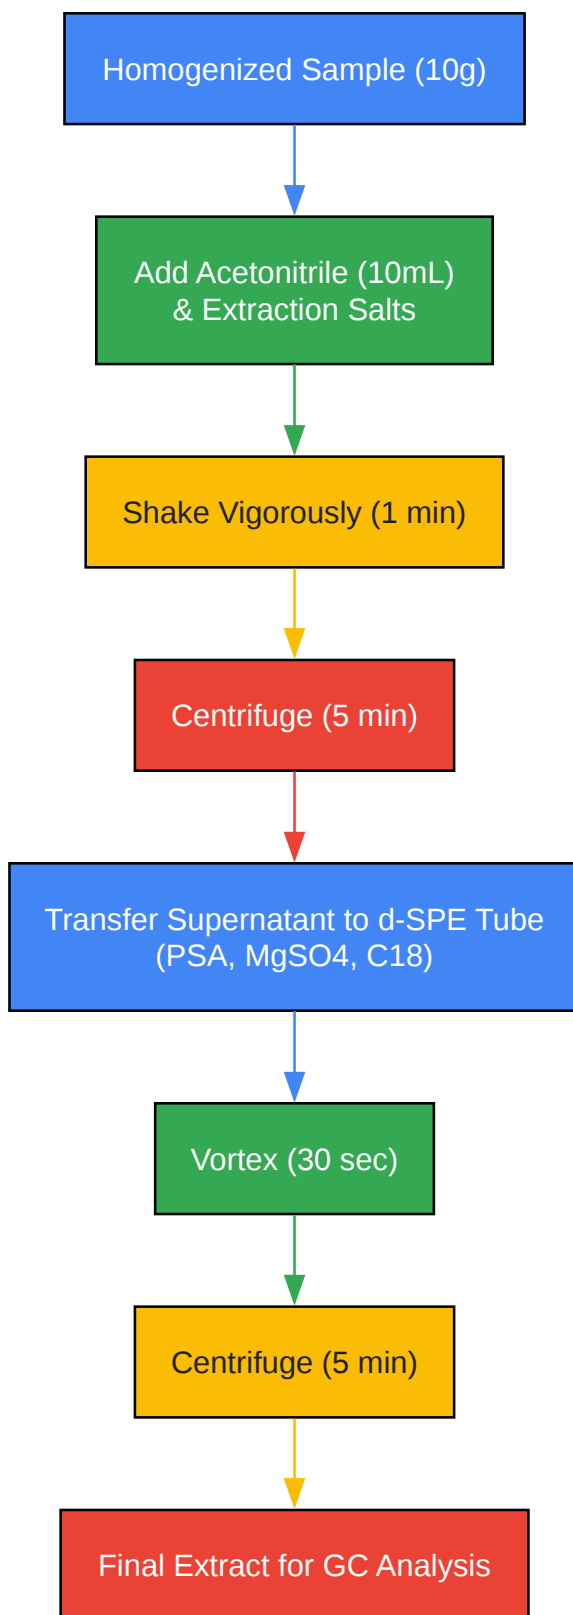 Homogenized Sample (10g)
Add Acetonitrile (10mL)
& Extraction Salts
Shake Vigorously (1 min)
Centrifuge (5 min)
Transfer Supernatant to d-SPE Tube
(PSA, MgSO4, C18)
Vortex (30 sec)
Centrifuge (5 min)
Final Extract for GC Analysis